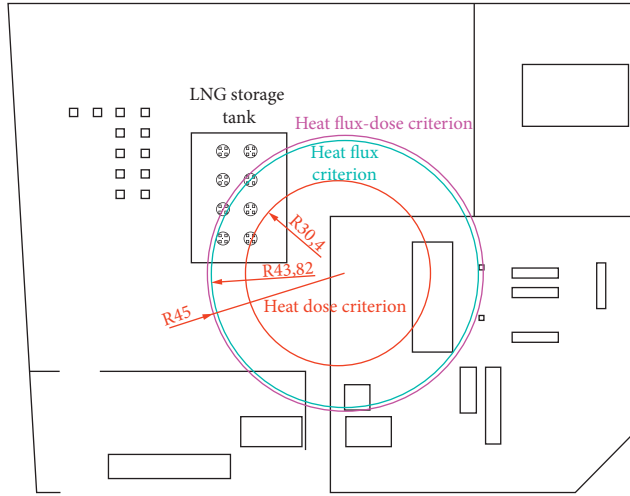 LNG storage
tank
Heat flux-dose criterion
Heat flux
criterion
R30,4
R43,82
R45
Heat dose criterion